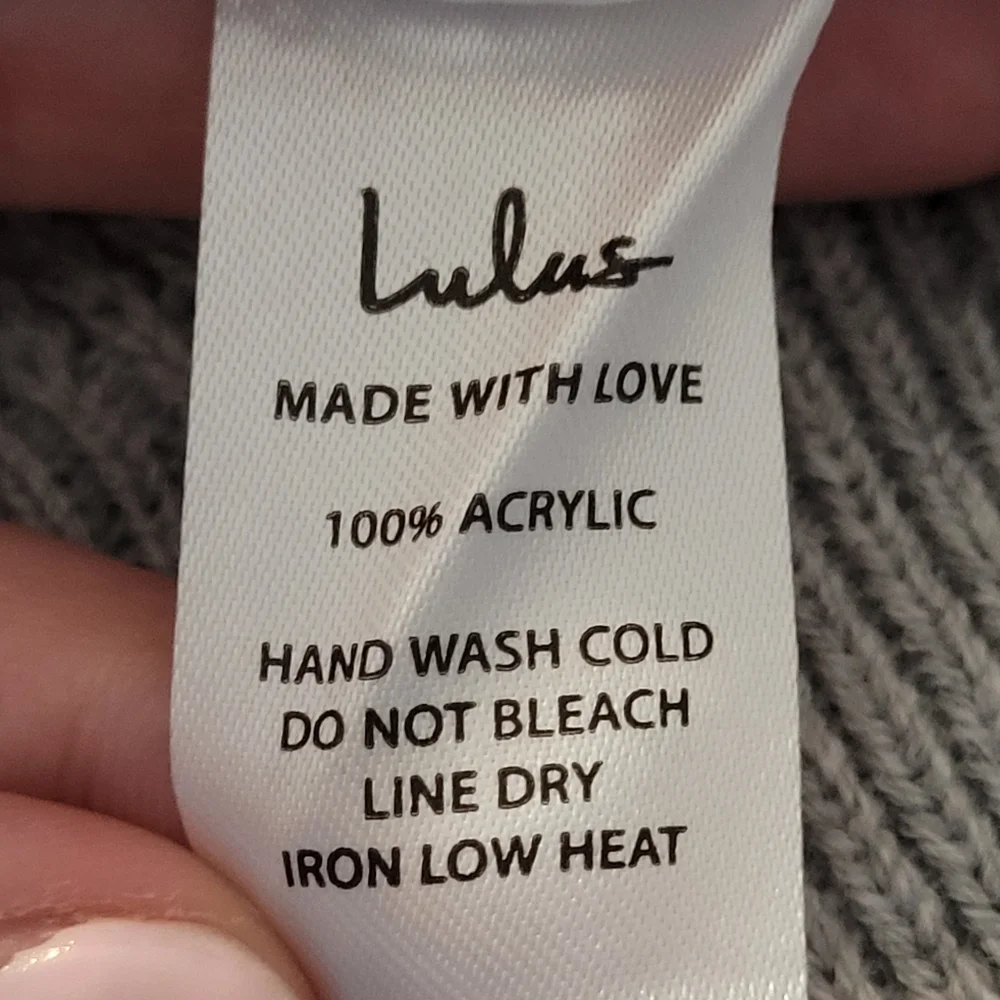 Lulus
MADE WITH LOVE
100% ACRYLIC
HAND WASH COLD
DO NOT BLEACH
LINE DRY
IRON LOW HEAT